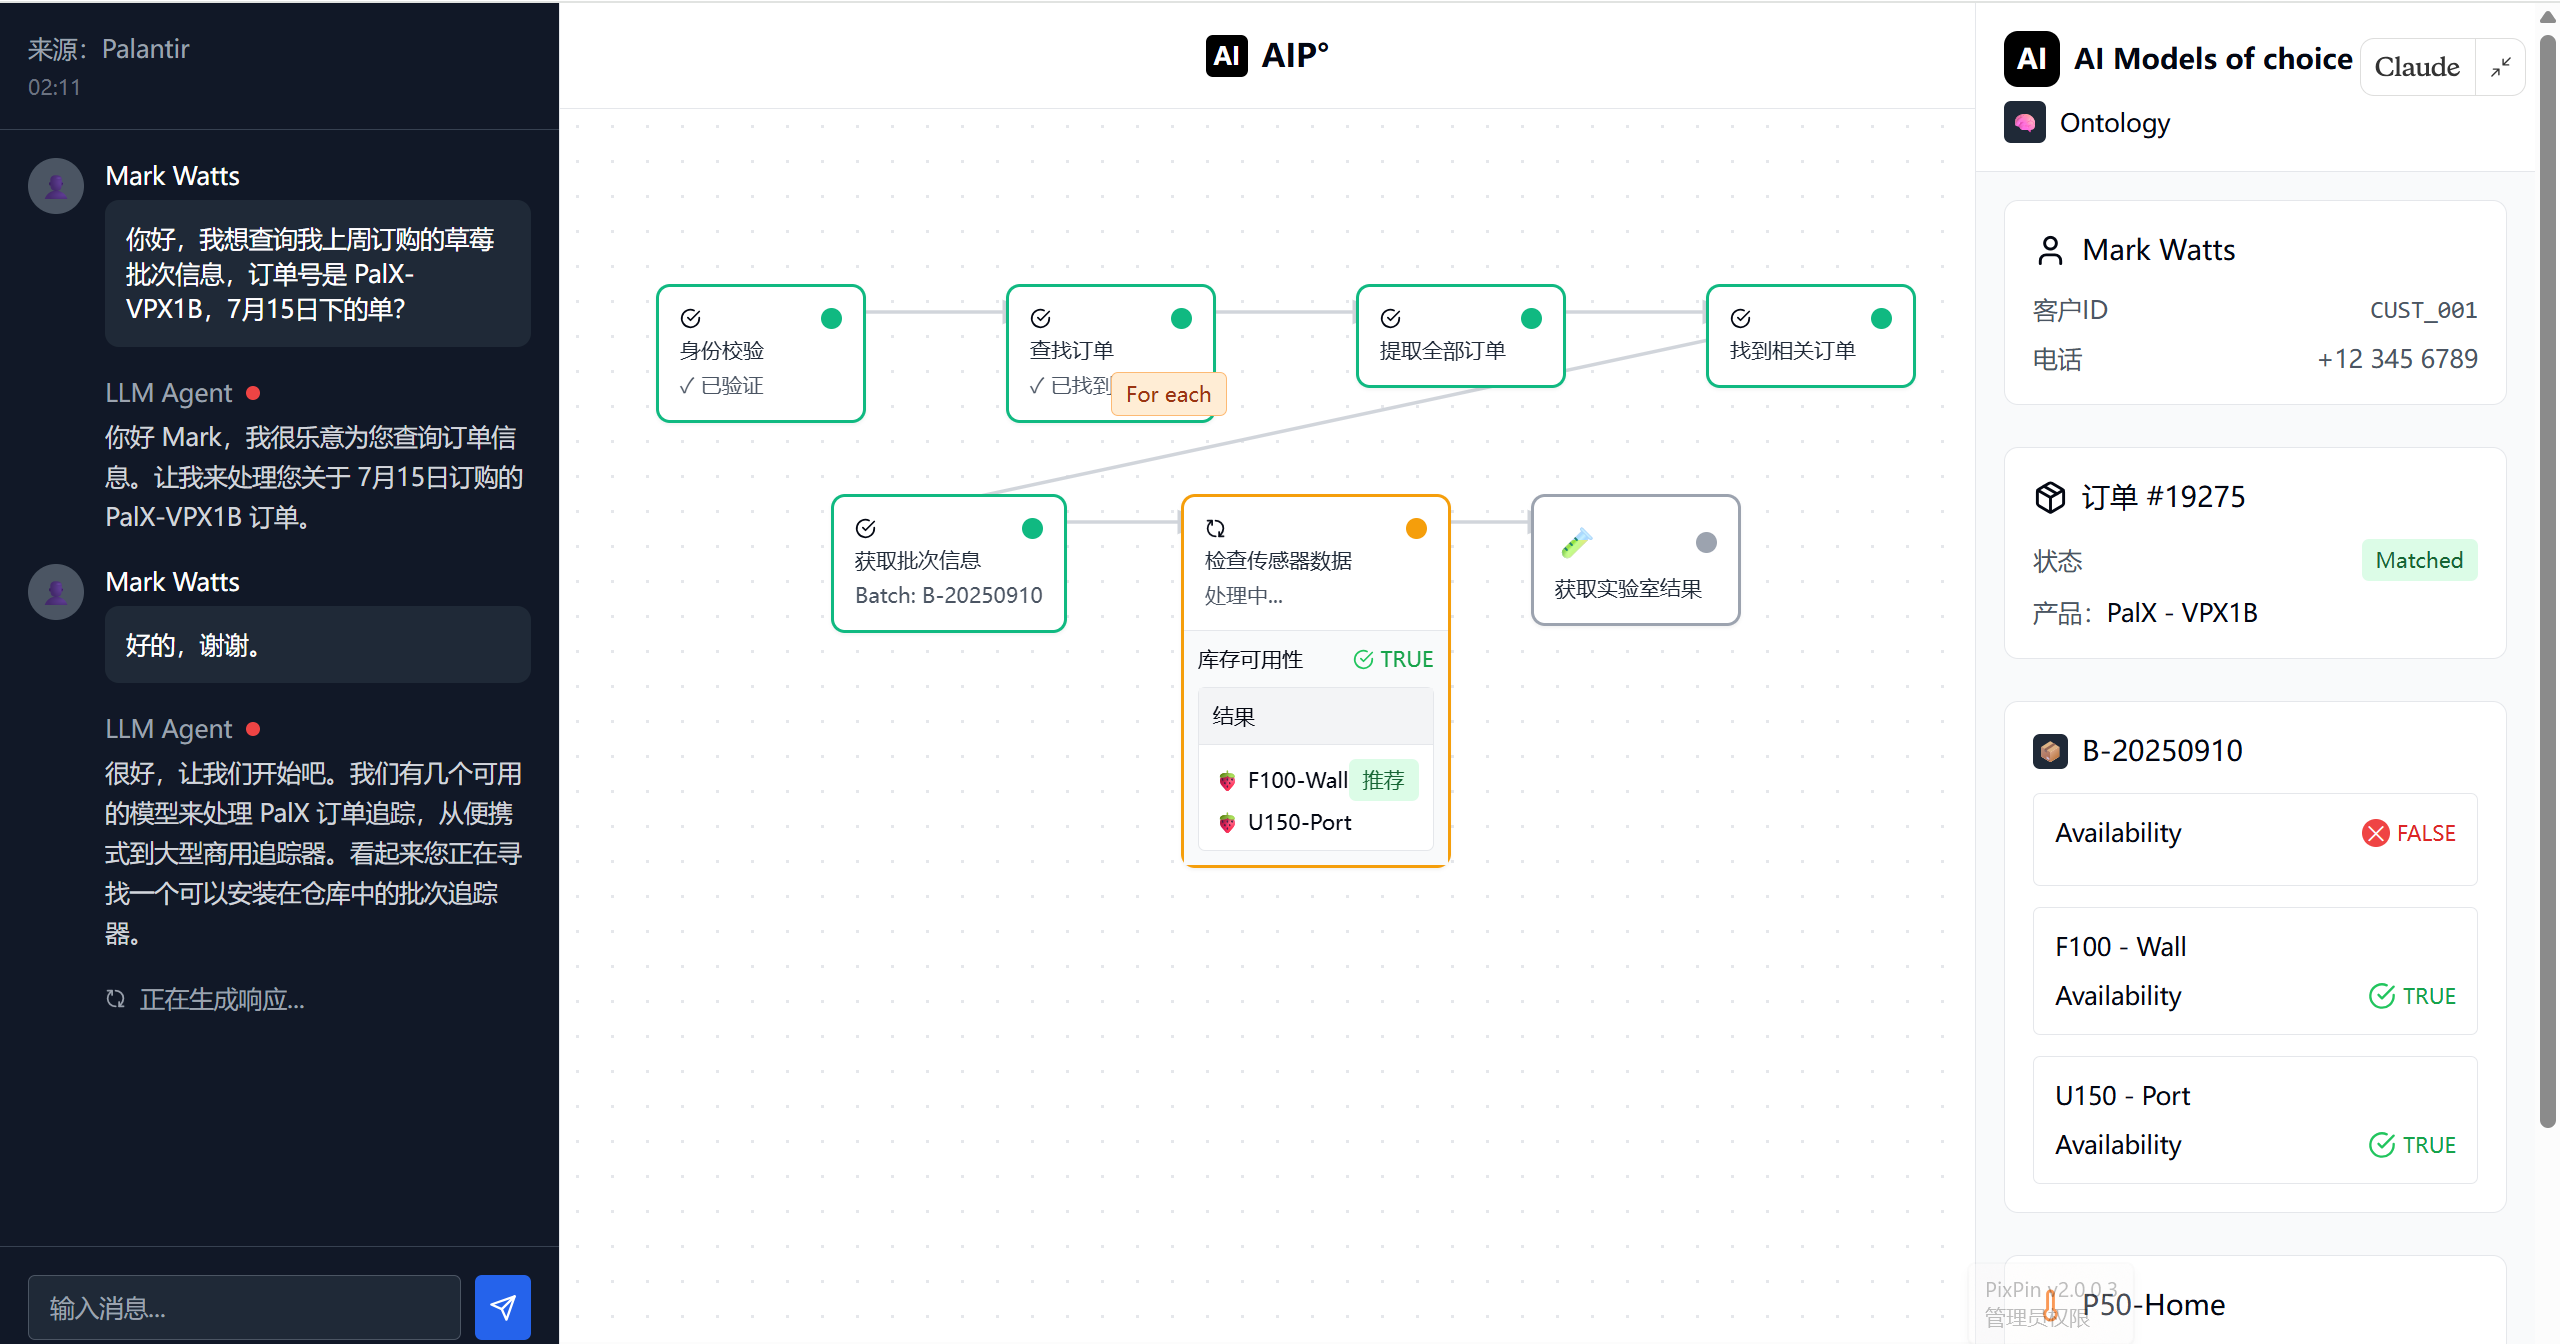 来源：Palantir
02:11
Mark Watts
你好，我想查询我上周订购的草莓
批次信息，订单号是 PalX-
VPX1B，7月15日下的单？
LLM Agent
你好 Mark，我很乐意为您查询订单信
息。让我来处理您关于 7月15日订购的
PalX-VPX1B 订单。
Mark Watts
好的，谢谢。
LLM Agent
很好，让我们开始吧。我们有几个可用
的模型来处理 PalX 订单追踪，从便携
式到大型商用追踪器。看起来您正在寻
找一个可以安装在仓库中的批次追踪
器。
正在生成响应...
输入消息...
AI AIP°
身份校验
✓ 已验证
查找订单
✓ 已找到
For each
提取全部订单
找到相关订单
获取批次信息
Batch: B-20250910
检查传感器数据
处理中...
库存可用性 TRUE
结果
F100-Wall 推荐
U150-Port
获取实验室结果
AI AI Models of choice
Claude
Ontology
Mark Watts
客户ID CUST_001
电话 +12 345 6789
订单 #19275
状态 Matched
产品：PalX - VPX1B
B-20250910
Availability FALSE
F100 - Wall
Availability TRUE
U150 - Port
Availability TRUE
P50-Home
PixPin v2.0.0.3
管理员权限